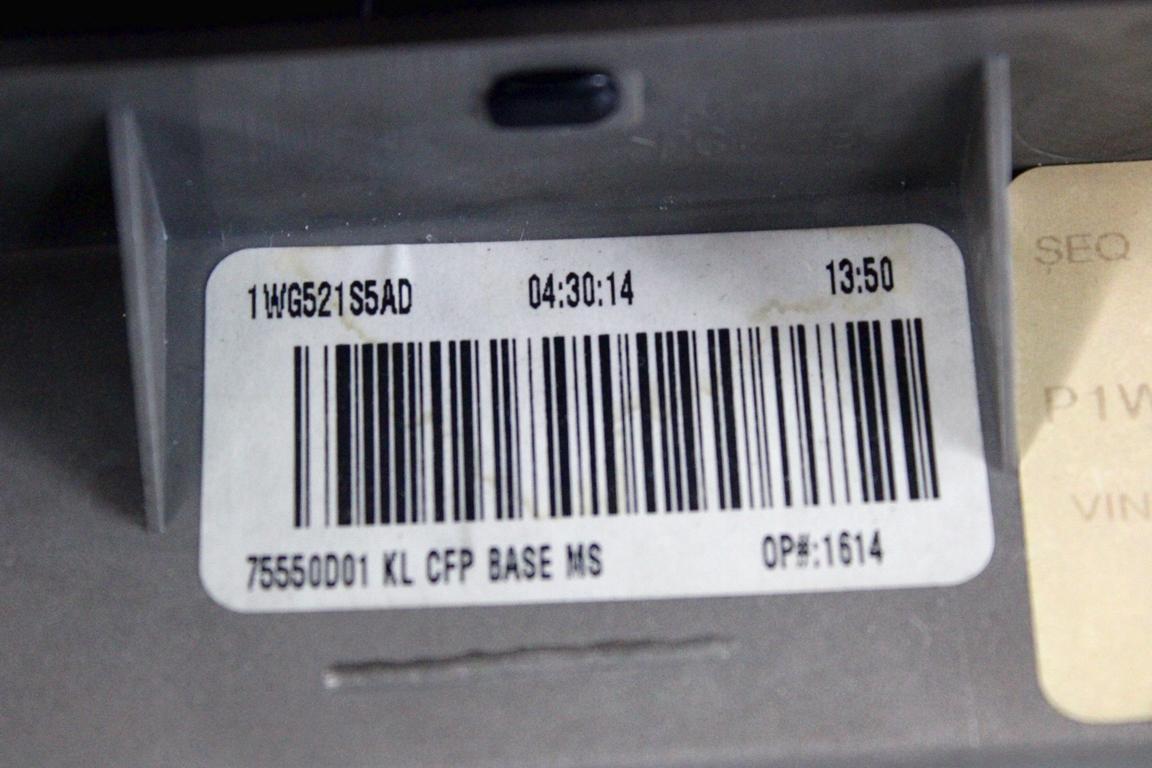 1WG521S5AD 04:30:14 13:50
75550D01 KL CFP BASE MS OP#:1614
SEQ
P1W
VIN